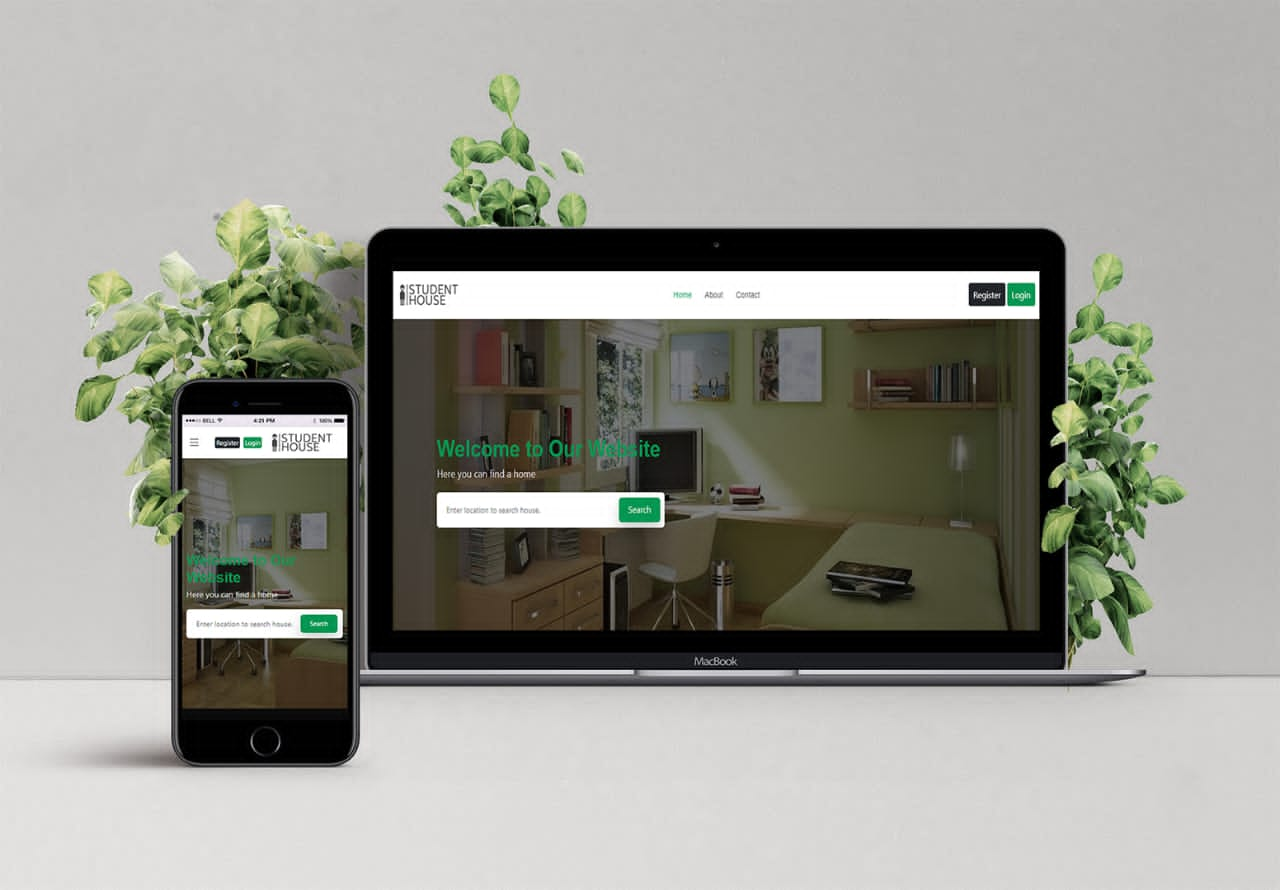 STUDENT
HOUSE
Home About Contact
Register Login
Welcome to Our Website
Here you can find a home
Enter location to search house.
Search
MacBook
BELL 4:21 PM 100%
Register Login
STUDENT
HOUSE
Welcome to Our
Website
Here you can find a home
Enter location to search house.
Search